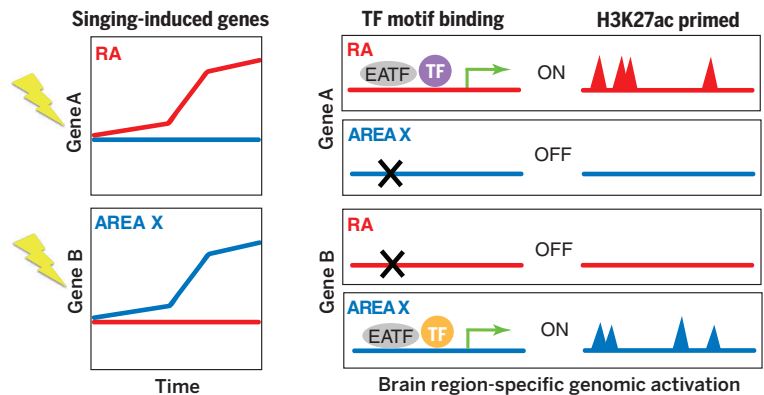 Singing-induced genes
TF motif binding
H3K27ac primed
Gene A
RA
Gene A
RA
EATF
TF
ON
AREA X
OFF
Gene B
AREA X
Gene B
RA
OFF
AREA X
EATF
TF
ON
Time
Brain region-specific genomic activation